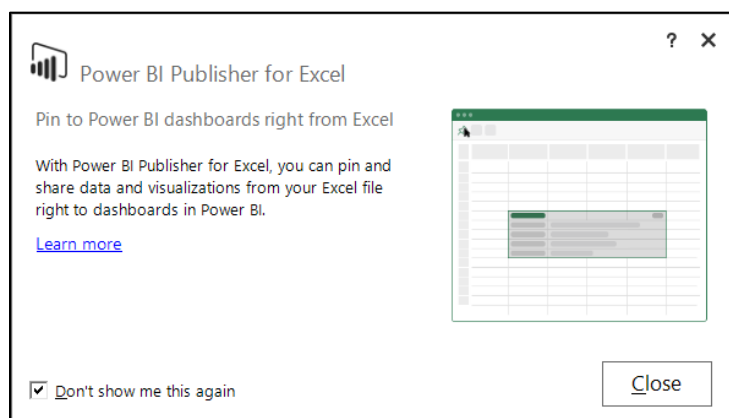 ? ✕
Power BI Publisher for Excel
Pin to Power BI dashboards right from Excel
With Power BI Publisher for Excel, you can pin and
share data and visualizations from your Excel file
right to dashboards in Power BI.
Learn more
Don't show me this again
Close